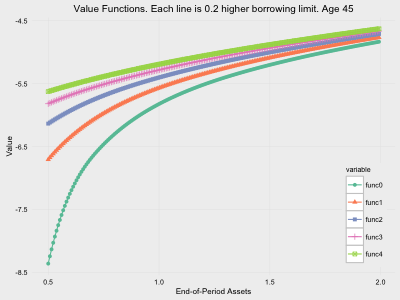 Value Functions. Each line is 0.2 higher borrowing limit. Age 45
-4.5
-5.5
-6.5
-7.5
-8.5
Value
0.5
1.0
1.5
2.0
End-of-Period Assets
variable
func0
func1
func2
func3
func4